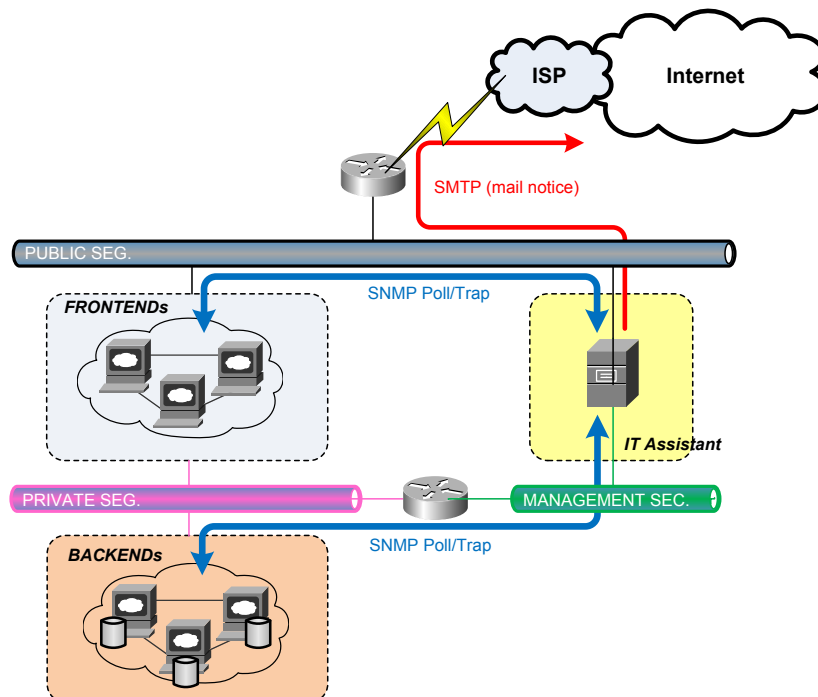 ISP
Internet
SMTP (mail notice)
PUBLIC SEG.
SNMP Poll/Trap
FRONTENDs
IT Assistant
PRIVATE SEG.
MANAGEMENT SEC.
SNMP Poll/Trap
BACKENDs